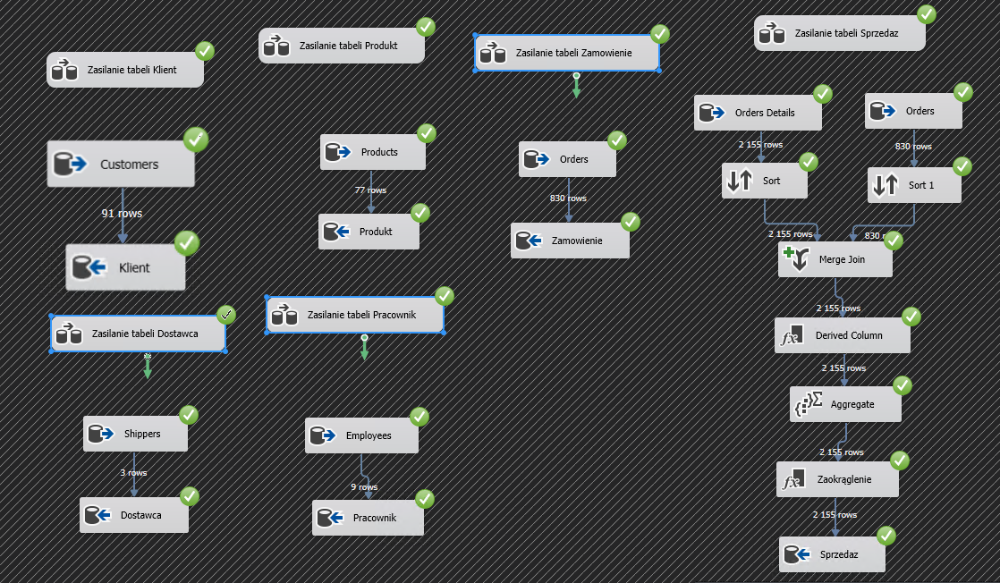 Zasilanie tabeli Klient
Customers
91 rows
Klient
Zasilanie tabeli Dostawca
Shippers
3 rows
Dostawca
Zasilanie tabeli Produkt
Products
77 rows
Produkt
Zasilanie tabeli Pracownik
Employees
9 rows
Pracownik
Zasilanie tabeli Zamowienie
Orders
830 rows
Zamowienie
Zasilanie tabeli Sprzedaz
Orders Details
Orders
2 155 rows
830 rows
Sort
Sort 1
2 155 rows
830 r
Merge Join
2 155 rows
Derived Column
2 155 rows
Aggregate
2 155 rows
Zaokrąglenie
2 155 rows
Sprzedaz